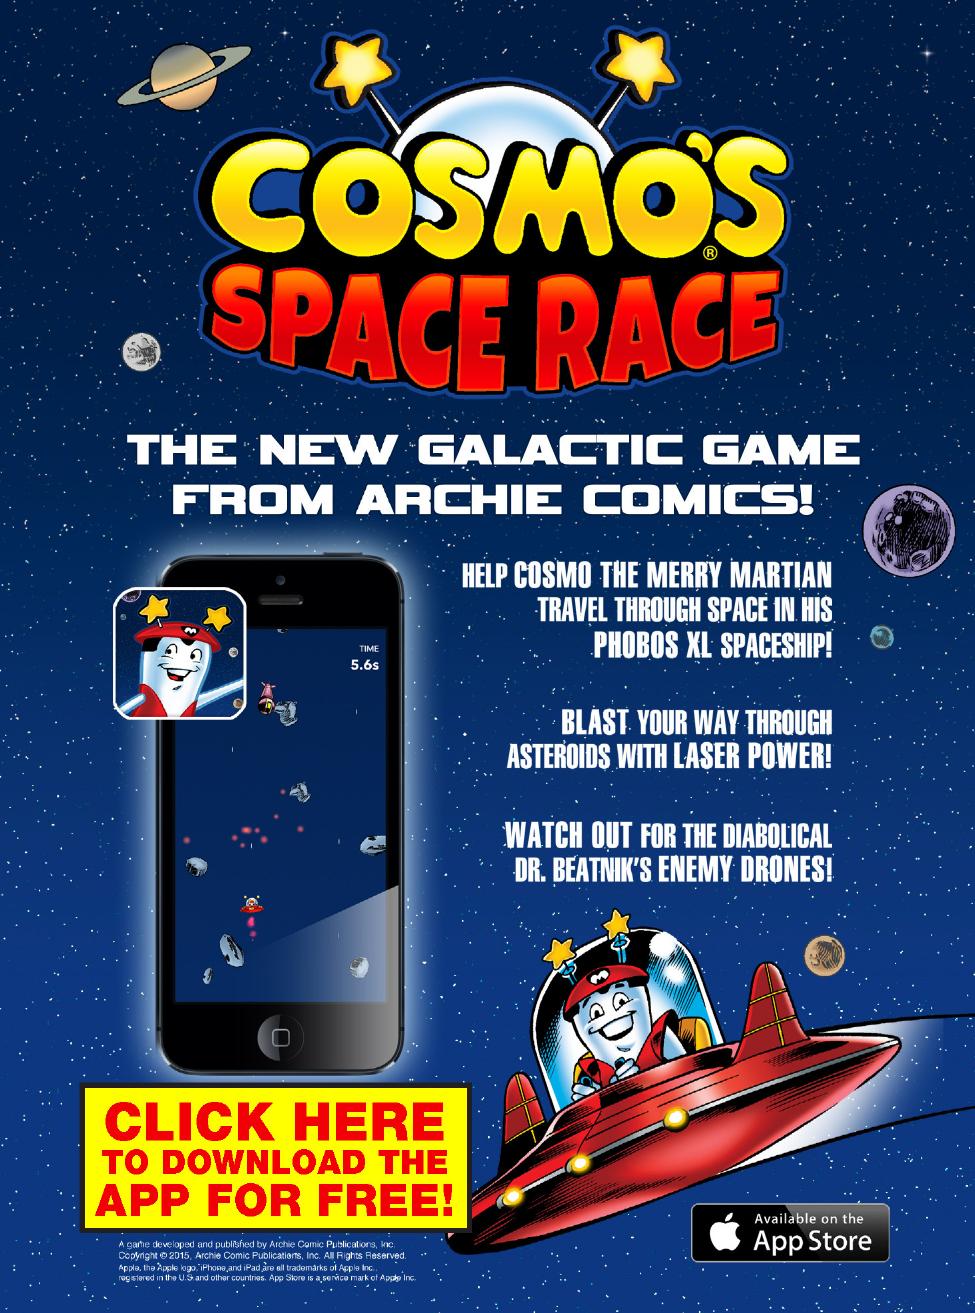 COSMO'S
®
SPACE RACE
THE NEW GALACTIC GAME
FROM ARCHIE COMICS!
HELP COSMO THE MERRY MARTIAN
TRAVEL THROUGH SPACE IN HIS
PHOBOS XL SPACESHIP!
TIME
5.6s
BLAST YOUR WAY THROUGH
ASTEROIDS WITH LASER POWER!
WATCH OUT FOR THE DIABOLICAL
DR. BEATNIK'S ENEMY DRONES!
M
CLICK HERE
TO DOWNLOAD THE
APP FOR FREE!
Available on the
App Store
A game developed and published by Archie Comic Publications, Inc.
Copyright © 2015, Archie Comic Publications, Inc. All Rights Reserved.
Apple, the Apple logo, iPhone, and iPad are all trademarks of Apple Inc.,
registered in the U.S and other countries. App Store is a service mark of Apple Inc.